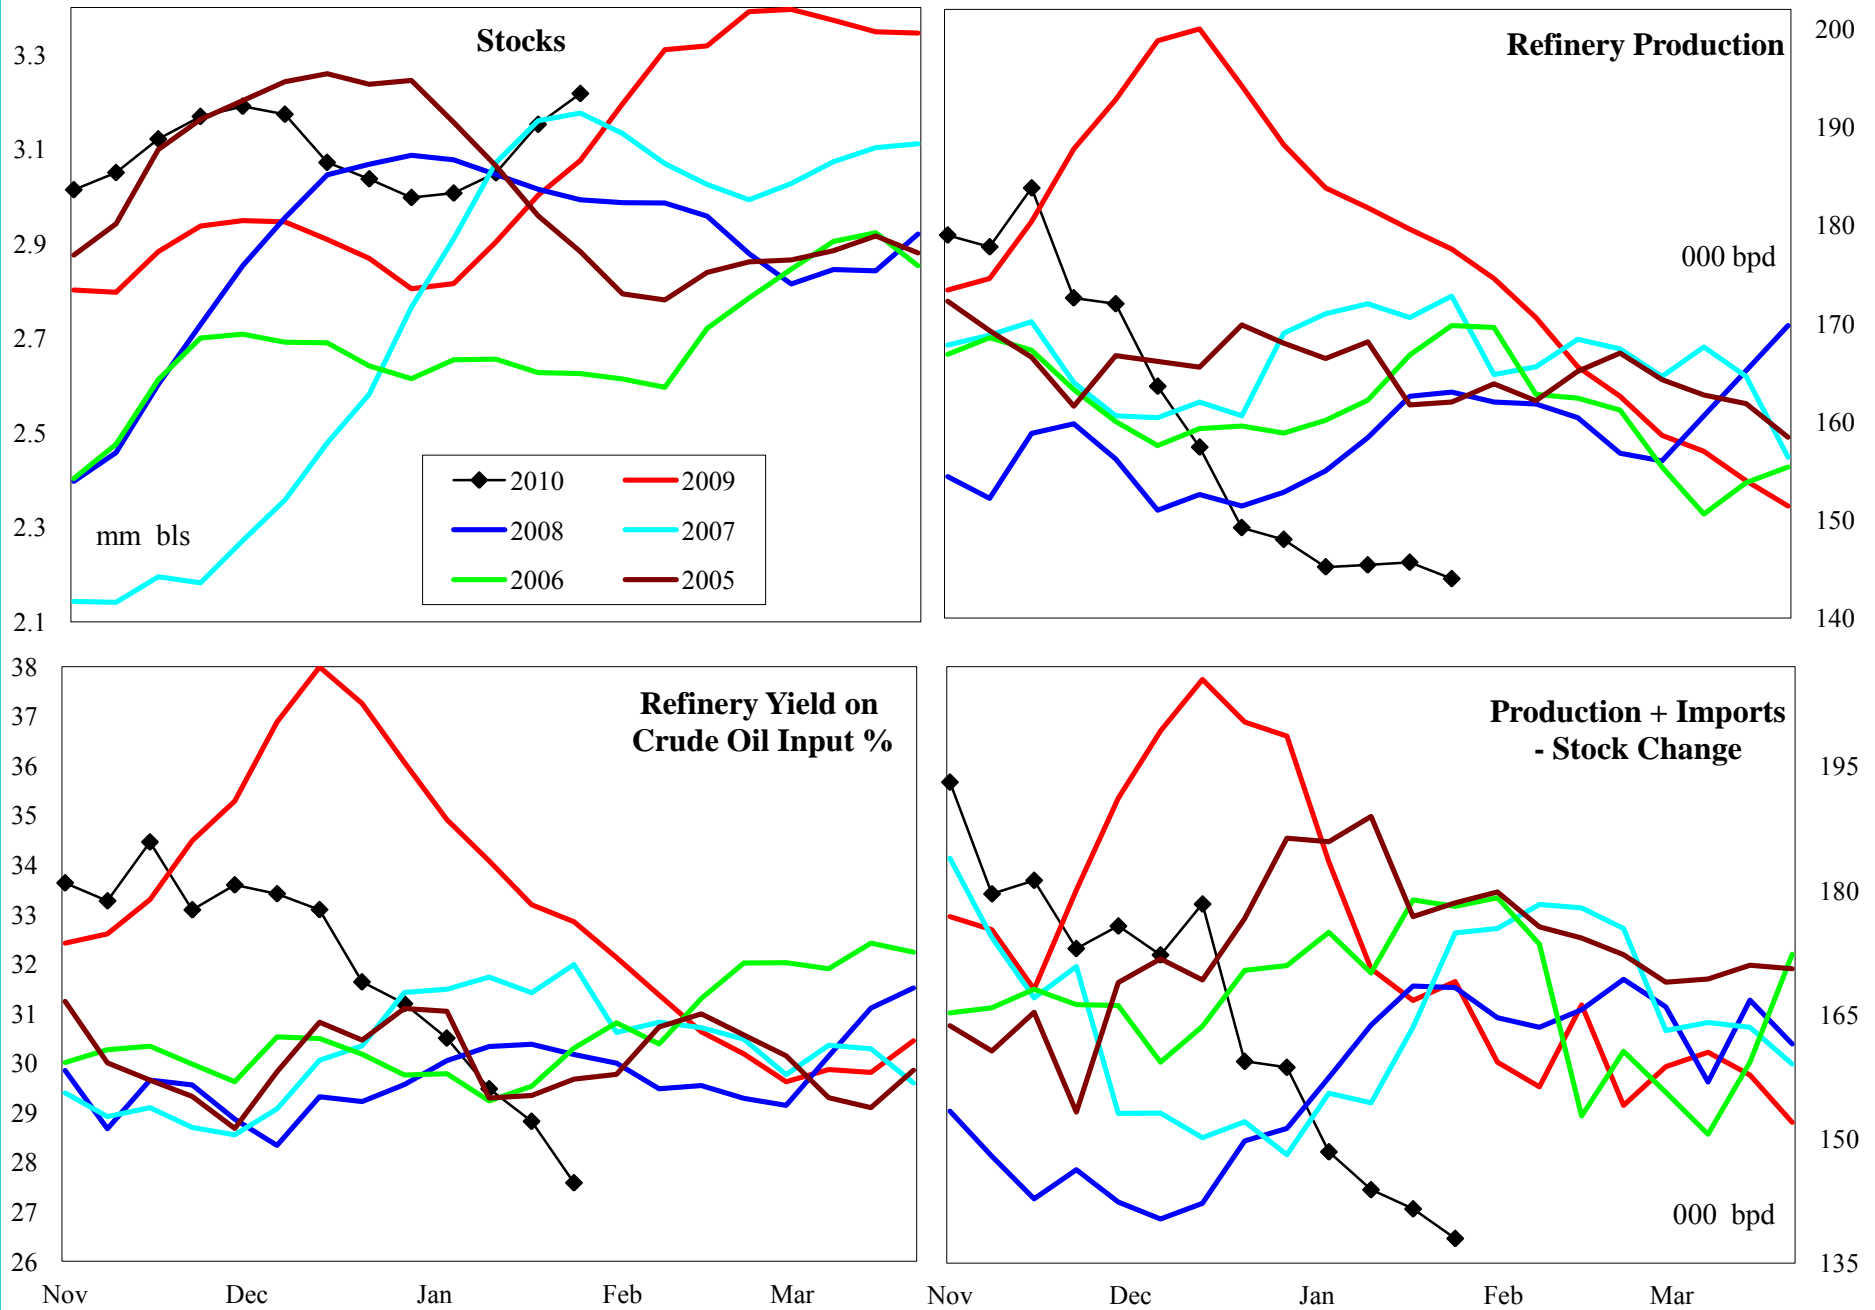 Stocks
3.3
3.1
2.9
2.7
2.5
2.3
2.1
mm bls
2010
2009
2008
2007
2006
2005
Refinery Production
000 bpd
200
190
180
170
160
150
140
Refinery Yield on
Crude Oil Input %
38
37
36
35
34
33
32
31
30
29
28
27
26
Nov
Dec
Jan
Feb
Mar
Production + Imports
- Stock Change
195
180
165
150
135
000 bpd
Nov
Dec
Jan
Feb
Mar